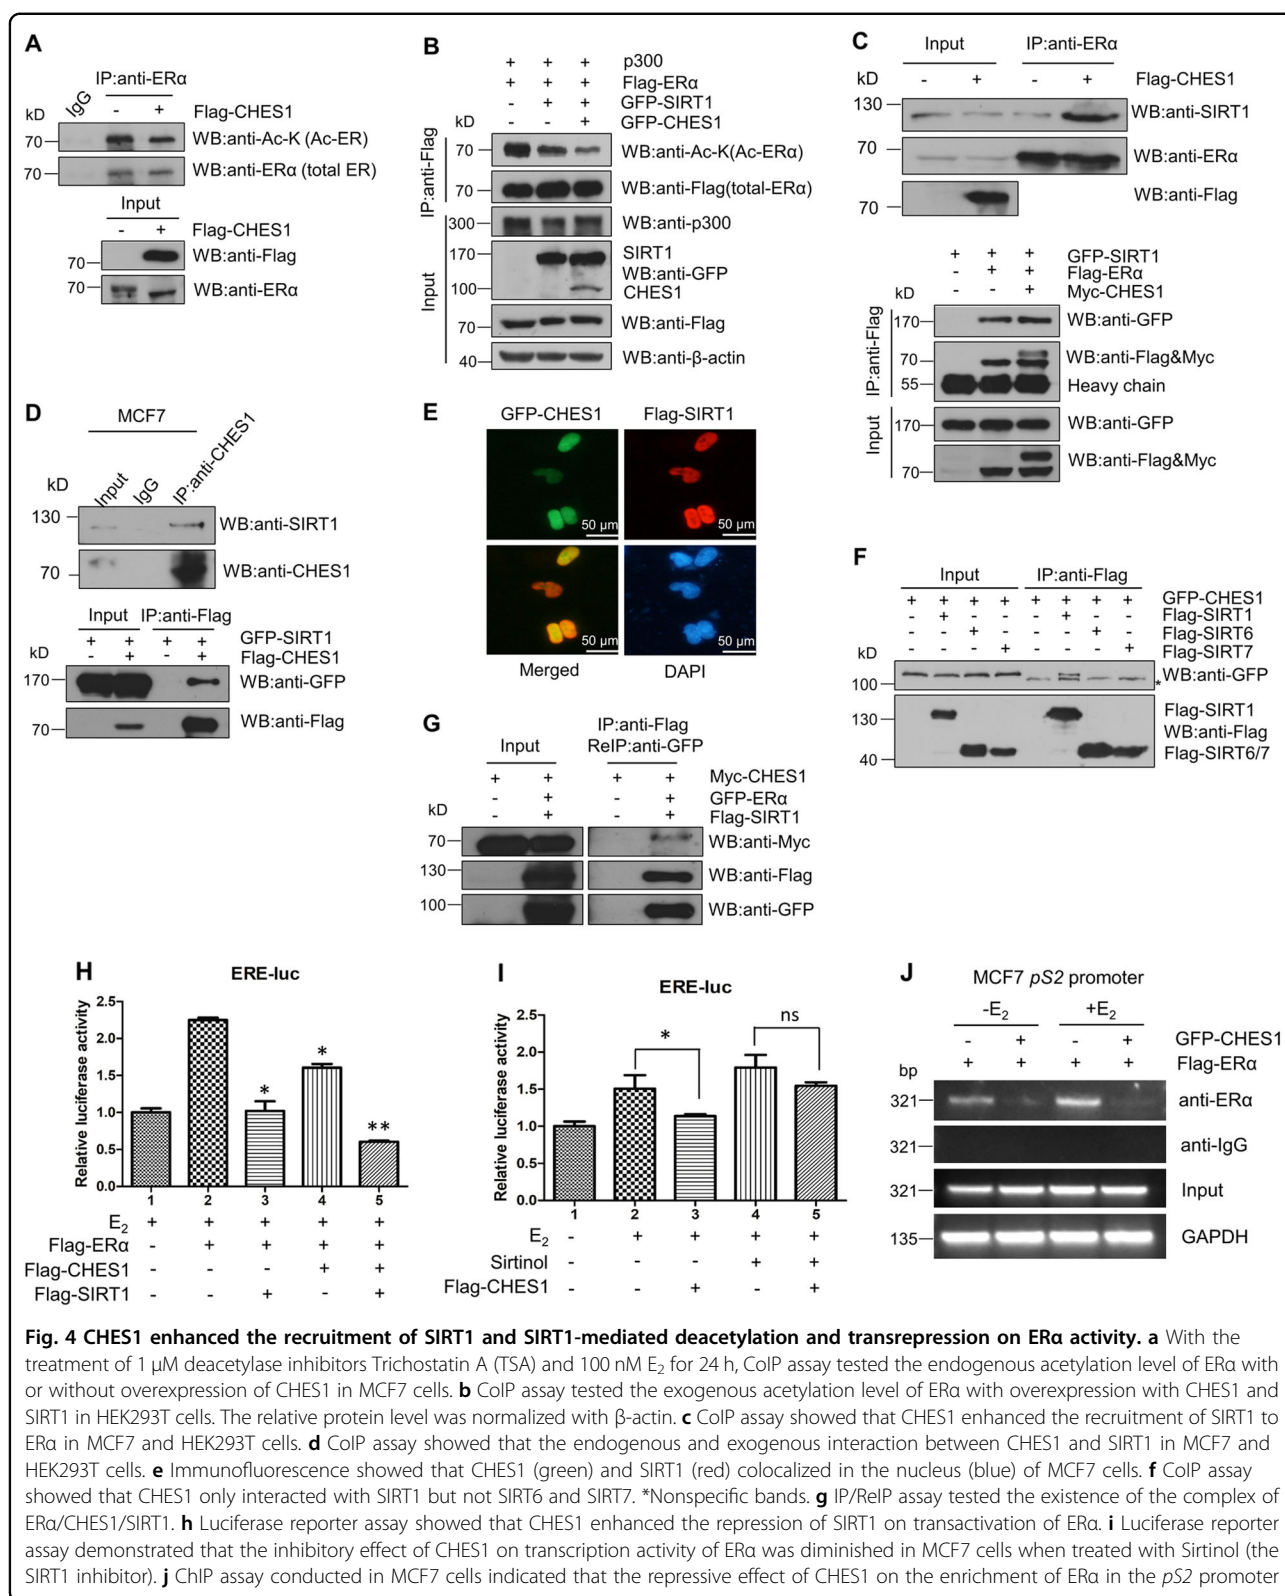 A
IP:anti-ERα
IgG - + Flag-CHES1
kD
70 WB:anti-Ac-K (Ac-ER)
70 WB:anti-ERα (total ER)
Input
- + Flag-CHES1
70 WB:anti-Flag
70 WB:anti-ERα
B
+ + + p300
+ + + Flag-ERα
- + + GFP-SIRT1
- - + GFP-CHES1
kD
IP:anti-Flag
70 WB:anti-Ac-K(Ac-ERα)
70 WB:anti-Flag(total-ERα)
Input
300 WB:anti-p300
170 SIRT1
WB:anti-GFP
100 CHES1
70 WB:anti-Flag
40 WB:anti-β-actin
C
Input IP:anti-ERα
kD - + - + Flag-CHES1
130 WB:anti-SIRT1
70 WB:anti-ERα
70 WB:anti-Flag
+ + + GFP-SIRT1
- + + Flag-ERα
- - + Myc-CHES1
kD
IP:anti-Flag
170 WB:anti-GFP
70 WB:anti-Flag&Myc
55 Heavy chain
Input
170 WB:anti-GFP
70 WB:anti-Flag&Myc
D
MCF7
kD Input IgG IP:anti-CHES1
130 WB:anti-SIRT1
70 WB:anti-CHES1
Input IP:anti-Flag
+ + + + GFP-SIRT1
kD - + - + Flag-CHES1
170 WB:anti-GFP
70 WB:anti-Flag
E
GFP-CHES1 Flag-SIRT1
50 µm 50 µm
50 µm 50 µm
Merged DAPI
F
Input IP:anti-Flag
+ + + + + + + + GFP-CHES1
- + - - - + - - Flag-SIRT1
- - + - - - + - Flag-SIRT6
- - - + - - - + Flag-SIRT7
kD
100 WB:anti-GFP
*
130 Flag-SIRT1
WB:anti-Flag
40 Flag-SIRT6/7
G
IP:anti-Flag
Input ReIP:anti-GFP
+ + + + Myc-CHES1
- + - + GFP-ERα
kD - + - + Flag-SIRT1
70 WB:anti-Myc
130 WB:anti-Flag
100 WB:anti-GFP
H
ERE-luc
Relative luciferase activity
2.5
2.0
1.5
1.0
0.5
0.0
* * **
1 2 3 4 5
E2 + + + + +
Flag-ERα - + + + +
Flag-CHES1 - - - + +
Flag-SIRT1 - - + - +
I
ERE-luc
Relative luciferase activity
2.5
2.0
1.5
1.0
0.5
0.0
* ns
1 2 3 4 5
E2 - + + + +
Sirtinol - - - + +
Flag-CHES1 - - + - +
J
MCF7 pS2 promoter
-E2 +E2
- + - + GFP-CHES1
+ + + + Flag-ERα
bp
321 anti-ERα
321 anti-IgG
321 Input
135 GAPDH
Fig. 4 CHES1 enhanced the recruitment of SIRT1 and SIRT1-mediated deacetylation and transrepression on ERα activity. a With the
treatment of 1 µM deacetylase inhibitors Trichostatin A (TSA) and 100 nM E2 for 24 h, CoIP assay tested the endogenous acetylation level of ERα with
or without overexpression of CHES1 in MCF7 cells. b CoIP assay tested the exogenous acetylation level of ERα with overexpression with CHES1 and
SIRT1 in HEK293T cells. The relative protein level was normalized with β-actin. c CoIP assay showed that CHES1 enhanced the recruitment of SIRT1 to
ERα in MCF7 and HEK293T cells. d CoIP assay showed that the endogenous and exogenous interaction between CHES1 and SIRT1 in MCF7 and
HEK293T cells. e Immunofluorescence showed that CHES1 (green) and SIRT1 (red) colocalized in the nucleus (blue) of MCF7 cells. f CoIP assay
showed that CHES1 only interacted with SIRT1 but not SIRT6 and SIRT7. *Nonspecific bands. g IP/ReIP assay tested the existence of the complex of
ERα/CHES1/SIRT1. h Luciferase reporter assay showed that CHES1 enhanced the repression of SIRT1 on transactivation of ERα. i Luciferase reporter
assay demonstrated that the inhibitory effect of CHES1 on transcription activity of ERα was diminished in MCF7 cells when treated with Sirtinol (the
SIRT1 inhibitor). j ChIP assay conducted in MCF7 cells indicated that the repressive effect of CHES1 on the enrichment of ERα in the pS2 promoter